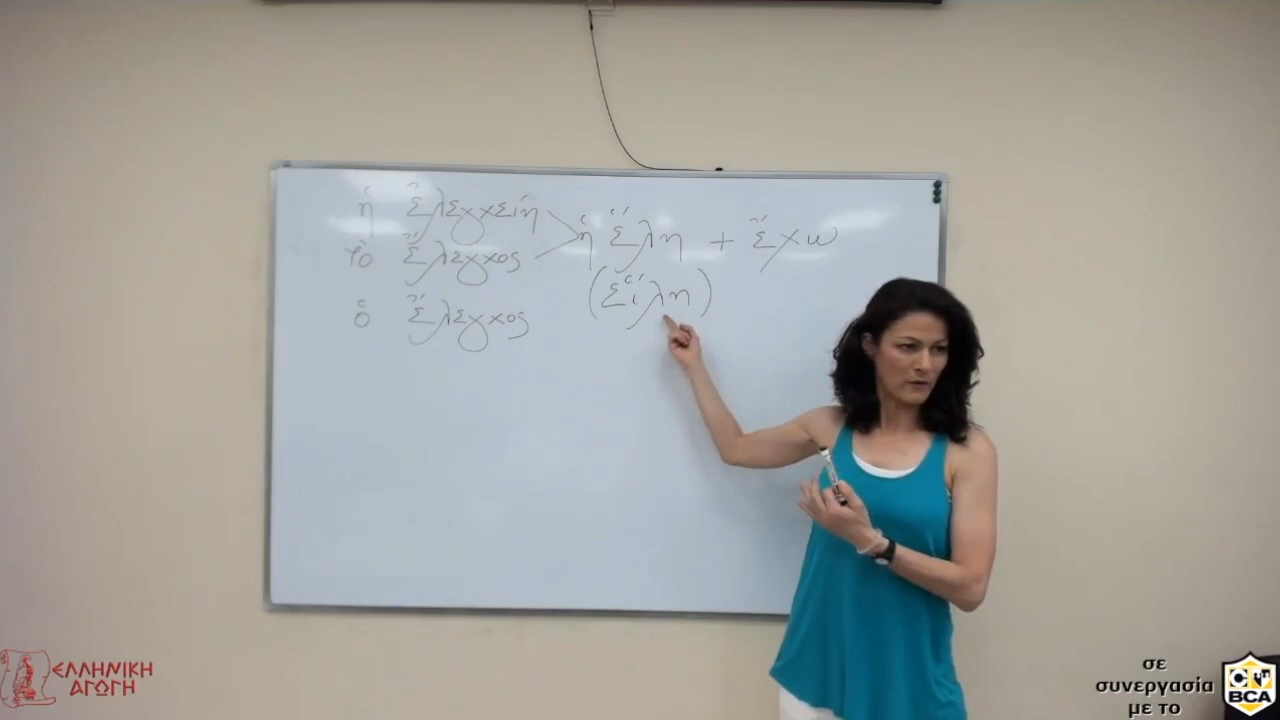 ἡ ἐλεγχείη
τὸ ἔλεγχος
ὁ ἔλεγχος
ἡ ἕλη + ἔχω
(εἵλη)
ΕΛΛΗΝΙΚΗ
ΑΓΩΓΗ
σε
συνεργασία
με το
BCA